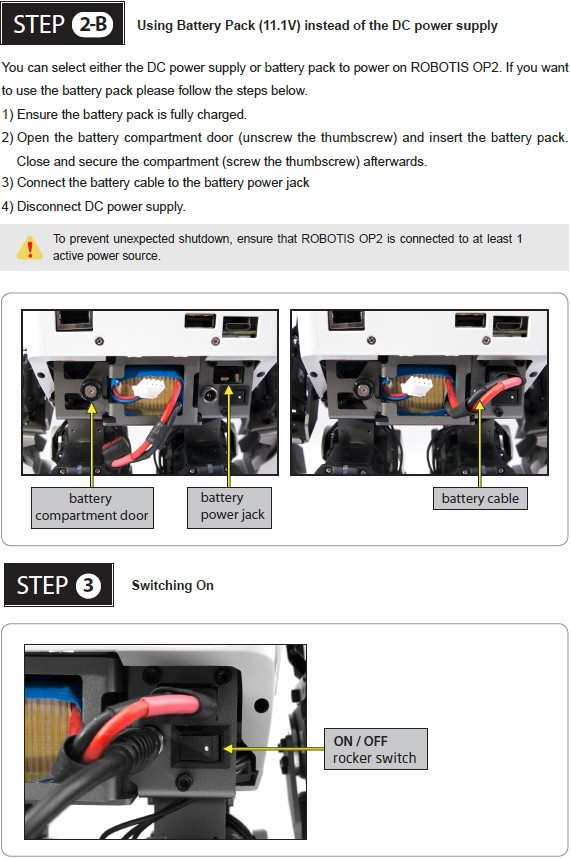 STEP 2-B Using Battery Pack (11.1V) instead of the DC power supply
You can select either the DC power supply or battery pack to power on ROBOTIS OP2. If you want
to use the battery pack please follow the steps below.
1) Ensure the battery pack is fully charged.
2) Open the battery compartment door (unscrew the thumbscrew) and insert the battery pack.
Close and secure the compartment (screw the thumbscrew) afterwards.
3) Connect the battery cable to the battery power jack
4) Disconnect DC power supply.
To prevent unexpected shutdown, ensure that ROBOTIS OP2 is connected to at least 1
active power source.
battery
compartment door
battery
power jack
battery cable
STEP 3 Switching On
ON / OFF
rocker switch